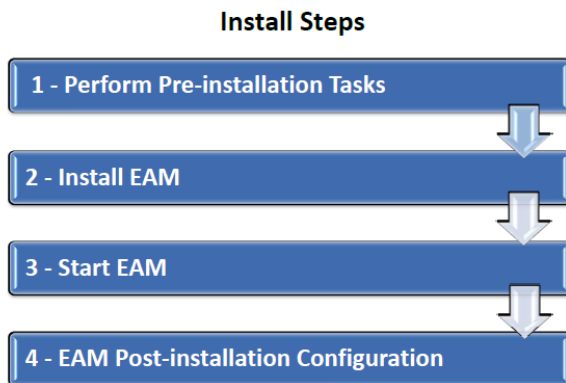 Install Steps
1 - Perform Pre-installation Tasks
2 - Install EAM
3 - Start EAM
4 - EAM Post-installation Configuration